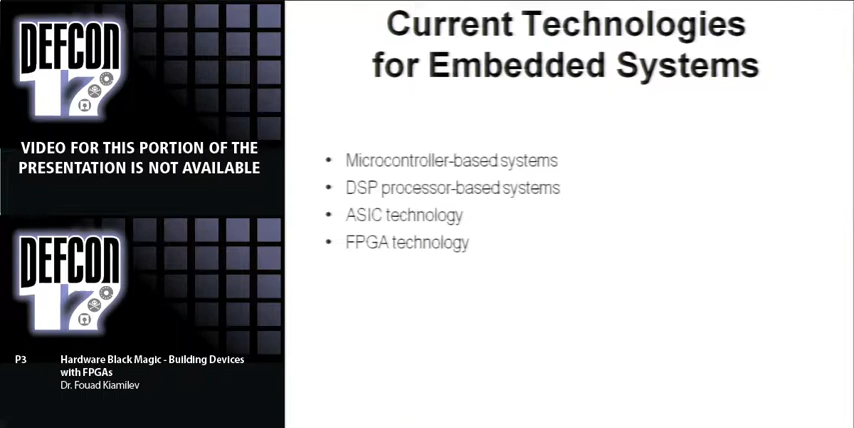 DEFCON
17
VIDEO FOR THIS PORTION OF THE
PRESENTATION IS NOT AVAILABLE
DEFCON
17
P3 Hardware Black Magic - Building Devices
with FPGAs
Dr. Fouad Kiamilev
Current Technologies
for Embedded Systems
• Microcontroller-based systems
• DSP processor-based systems
• ASIC technology
• FPGA technology